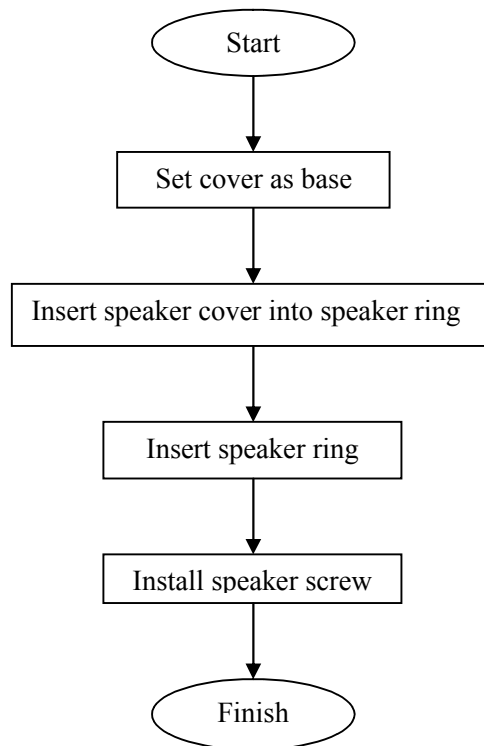 Start
Set cover as base
Insert speaker cover into speaker ring
Insert speaker ring
Install speaker screw
Finish